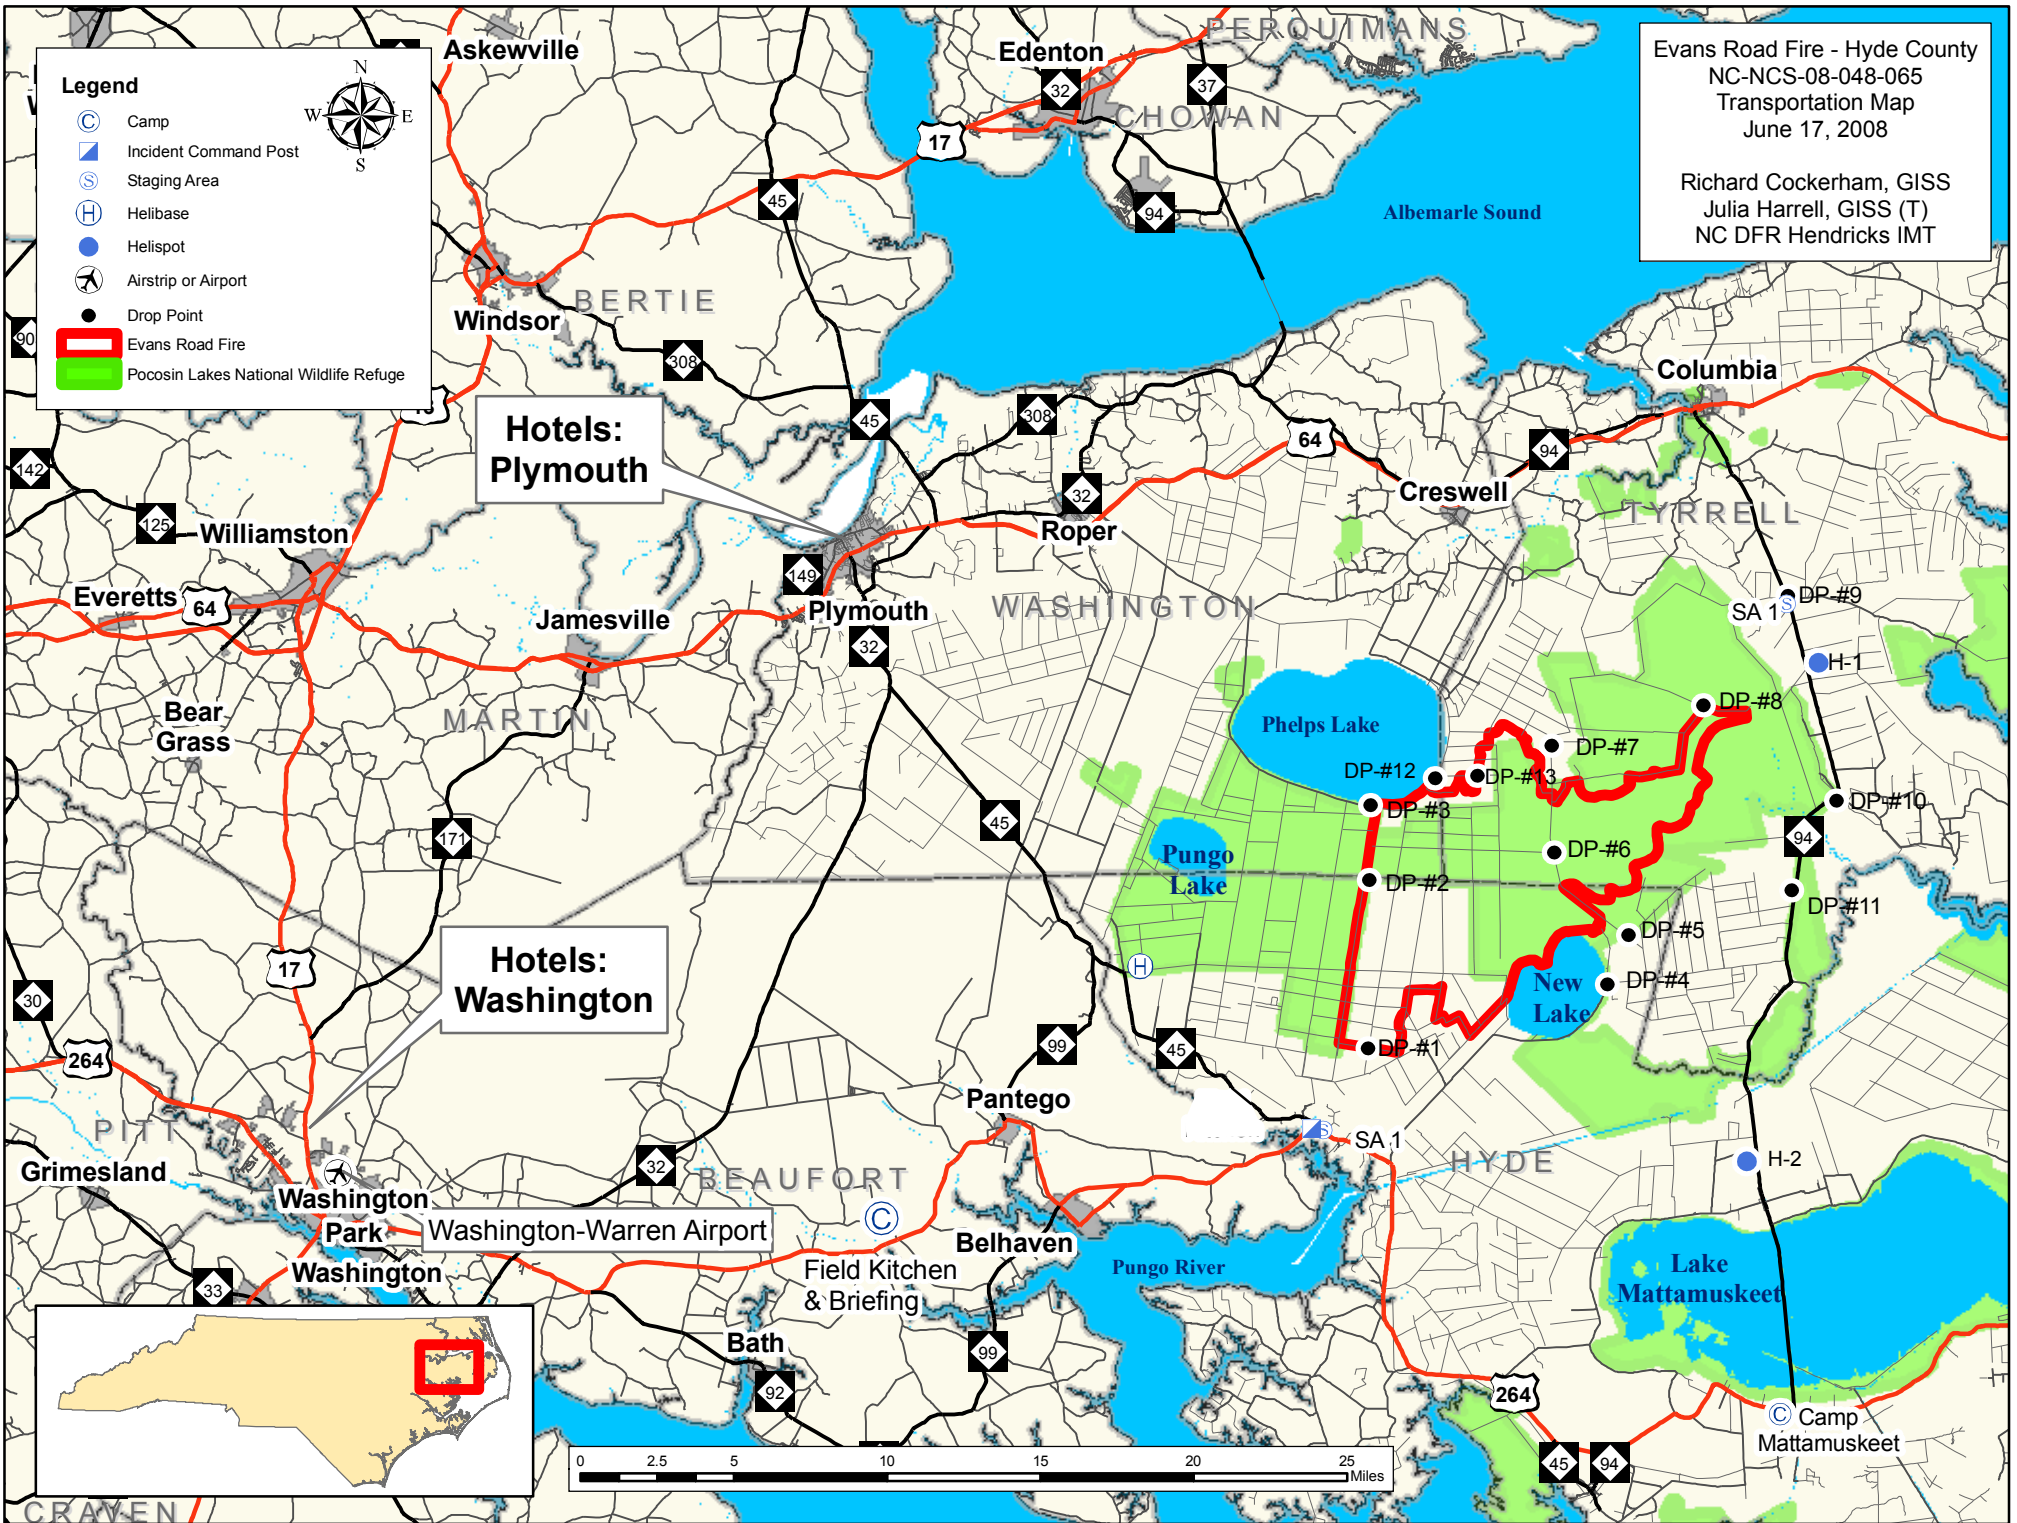 Evans Road Fire - Hyde County
NC-NCS-08-048-065
Transportation Map
June 17, 2008
Richard Cockerham, GISS
Julia Harrell, GISS (T)
NC DFR Hendricks IMT
Legend
N
W
E
S
Camp
Incident Command Post
Staging Area
Helibase
Helispot
Airstrip or Airport
Drop Point
Evans Road Fire
Pocosin Lakes National Wildlife Refuge
C
S
H
Askewville
Edenton
PERQUIMANS
32
37
CHOWAN
17
45
94
Albemarle Sound
BERTIE
Windsor
308
90
45
308
Columbia
Hotels:
Plymouth
64
94
142
125
Williamston
32
Creswell
Roper
TYRRELL
149
Everetts
64
Jamesville
Plymouth
WASHINGTON
DP-#9
S
SA 1
32
H-1
Bear
Grass
MARTIN
Phelps Lake
DP-#8
DP-#7
DP-#12
DP-#13
DP-#3
DP-#10
45
171
94
Pungo
Lake
DP-#6
DP-#2
DP-#11
DP-#5
Hotels:
Washington
17
H
New
Lake
DP-#4
30
264
99
45
DP-#1
Pantego
PITT
S
SA 1
HYDE
H-2
Grimesland
32
BEAUFORT
Washington
Park
Washington
Washington-Warren Airport
C
Field Kitchen
& Briefing
Belhaven
Pungo River
Lake
Mattamuskeet
33
Bath
99
92
264
C
Camp
Mattamuskeet
45
94
0
2.5
5
10
15
20
25
Miles
CRAVEN